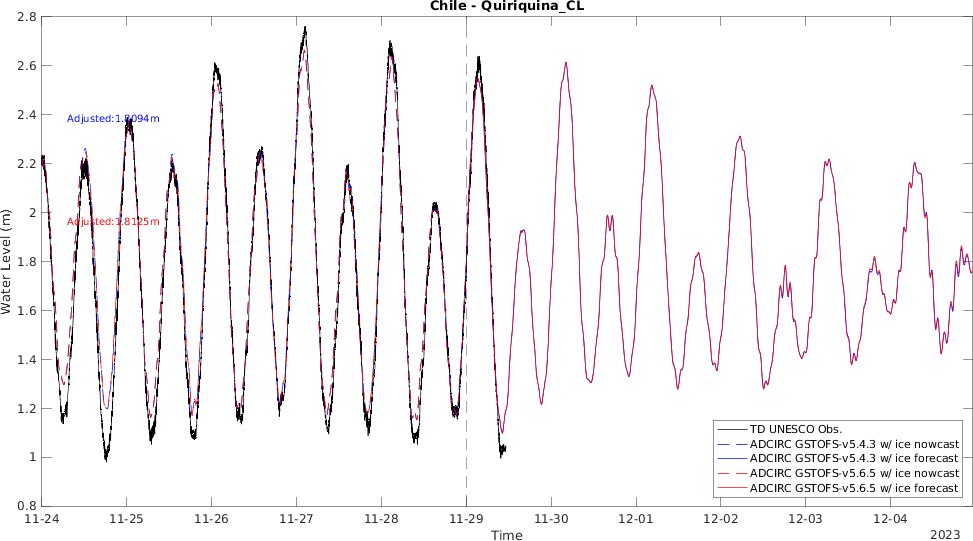 Chile - Quiriquina_CL
2.8
2.6
2.4
2.2
2
1.8
1.6
1.4
1.2
1
0.8
Water Level (m)
Adjusted:1.8094m
Adjusted:1.8125m
TD UNESCO Obs.
ADCIRC GSTOFS-v5.4.3 w/ ice nowcast
ADCIRC GSTOFS-v5.4.3 w/ ice forecast
ADCIRC GSTOFS-v5.6.5 w/ ice nowcast
ADCIRC GSTOFS-v5.6.5 w/ ice forecast
11-24 11-25 11-26 11-27 11-28 11-29 11-30 12-01 12-02 12-03 12-04
Time
2023